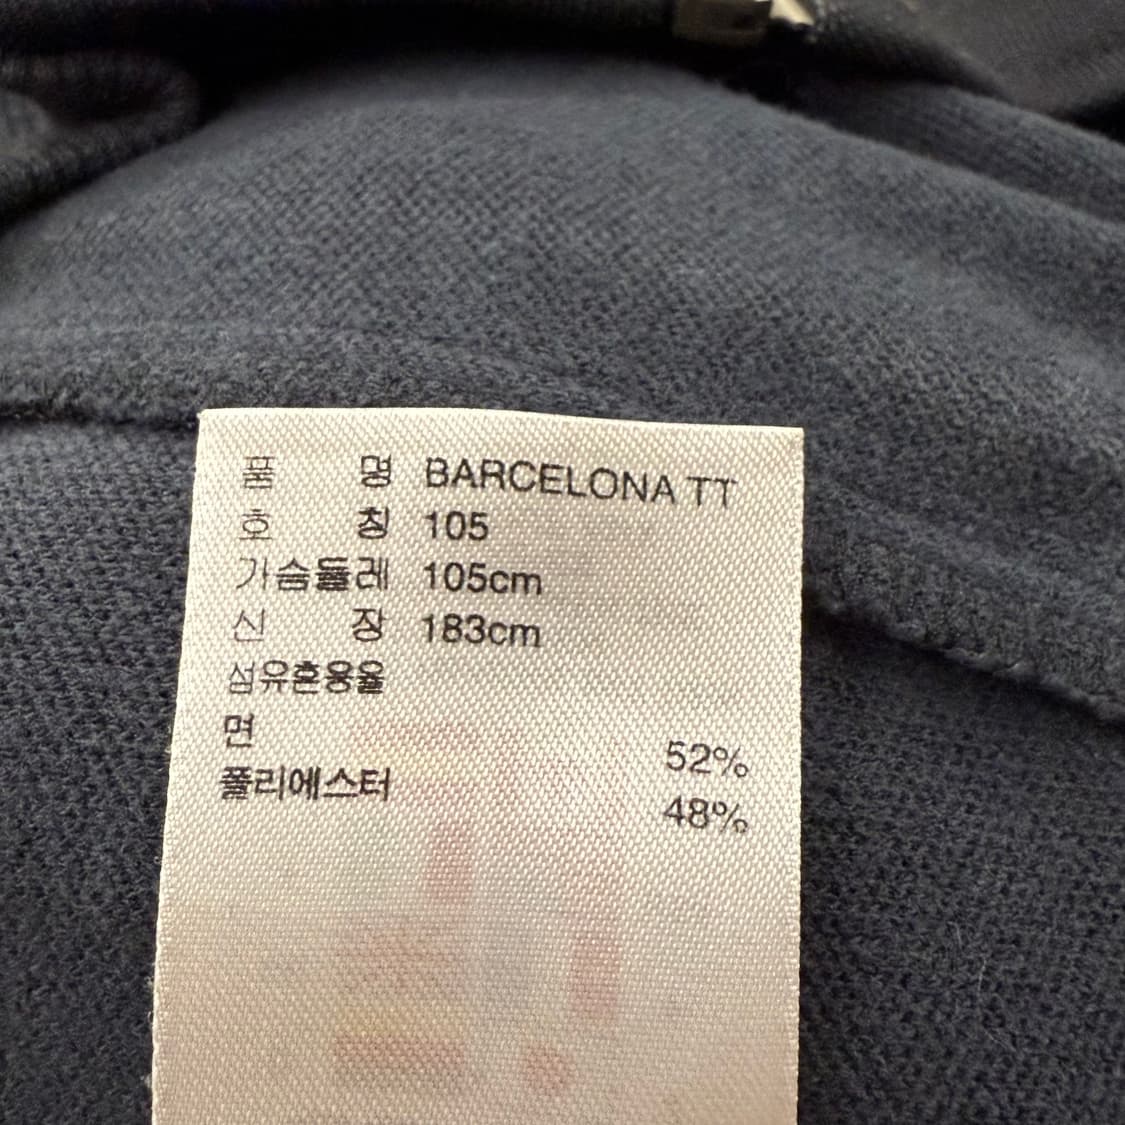 품 명 BARCELONA TT
호 칭 105
가슴둘레 105cm
신 장 183cm
섬유혼용율
면 52%
폴리에스터 48%